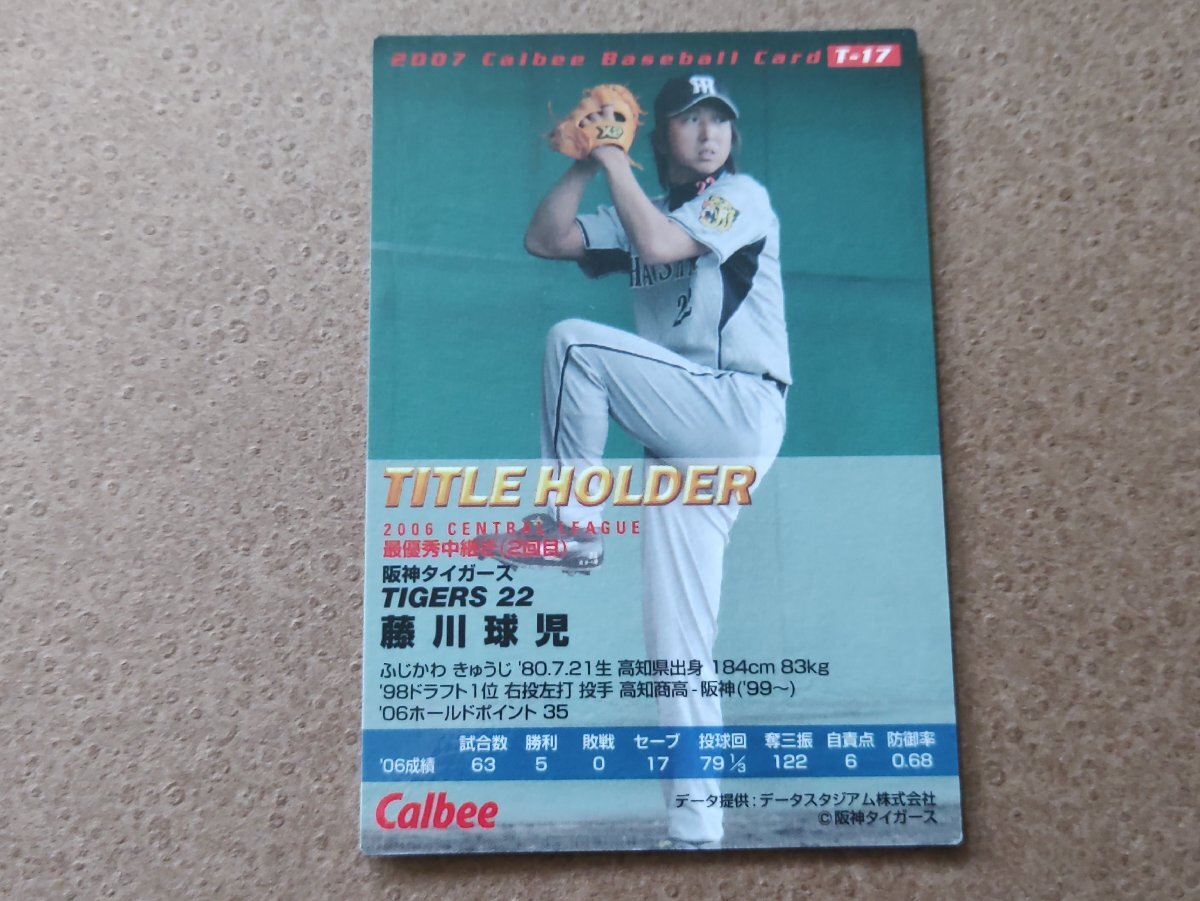 2007 Calbee Baseball Card T-17
XB
22
22
TITLE HOLDER
2006 CENTRAL LEAGUE
最優秀中継ぎ(2回目)
阪神タイガース
TIGERS 22
藤川球児
ふじかわ きゅうじ '80.7.21生 高知県出身 184cm 83kg
'98ドラフト1位 右投左打 投手 高知商高-阪神('99〜)
'06ホールドポイント 35
試合数 勝利 敗戦 セーブ 投球回 奪三振 自責点 防御率
'06成績 63 5 0 17 79 1/3 122 6 0.68
Calbee
データ提供:データスタジアム株式会社
©阪神タイガース